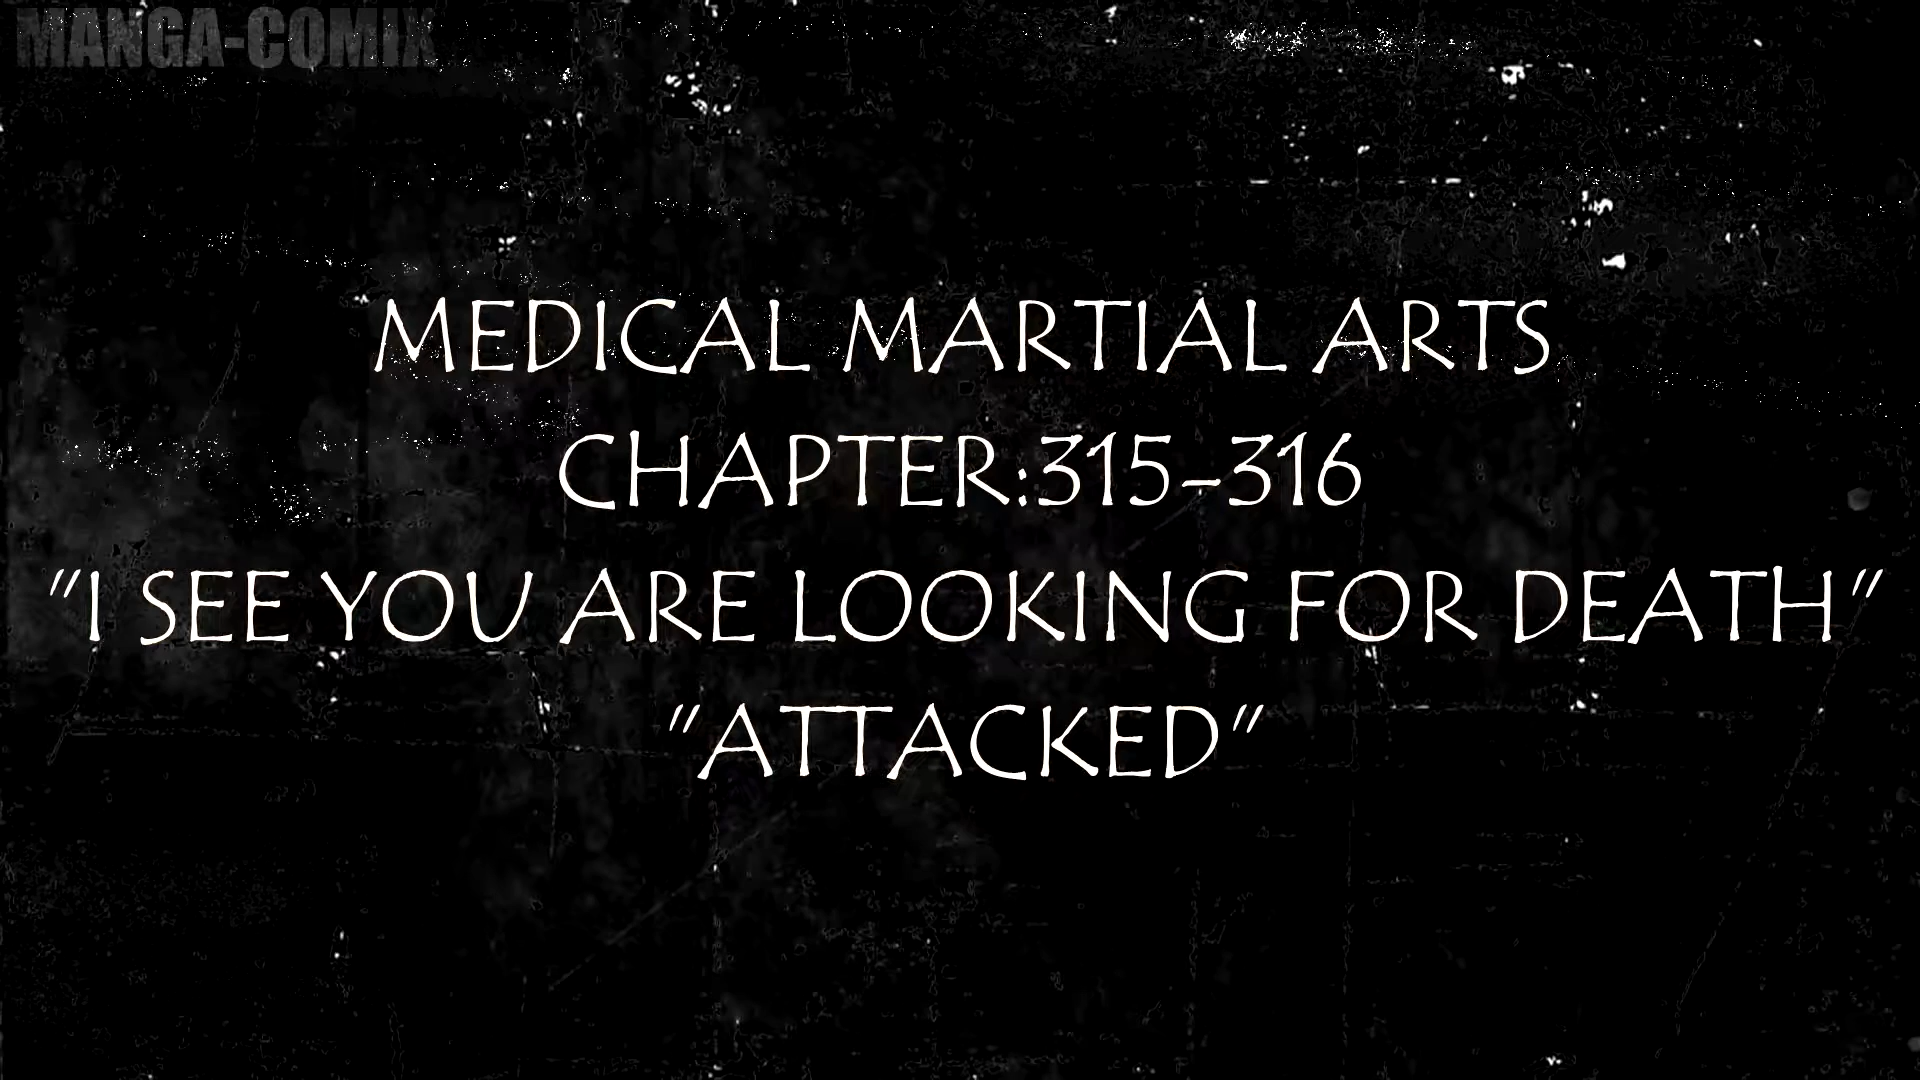 MANGA-COMIX
MEDICAL MARTIAL ARTS
CHAPTER:315-316
"I SEE YOU ARE LOOKING FOR DEATH"
"ATTACKED"